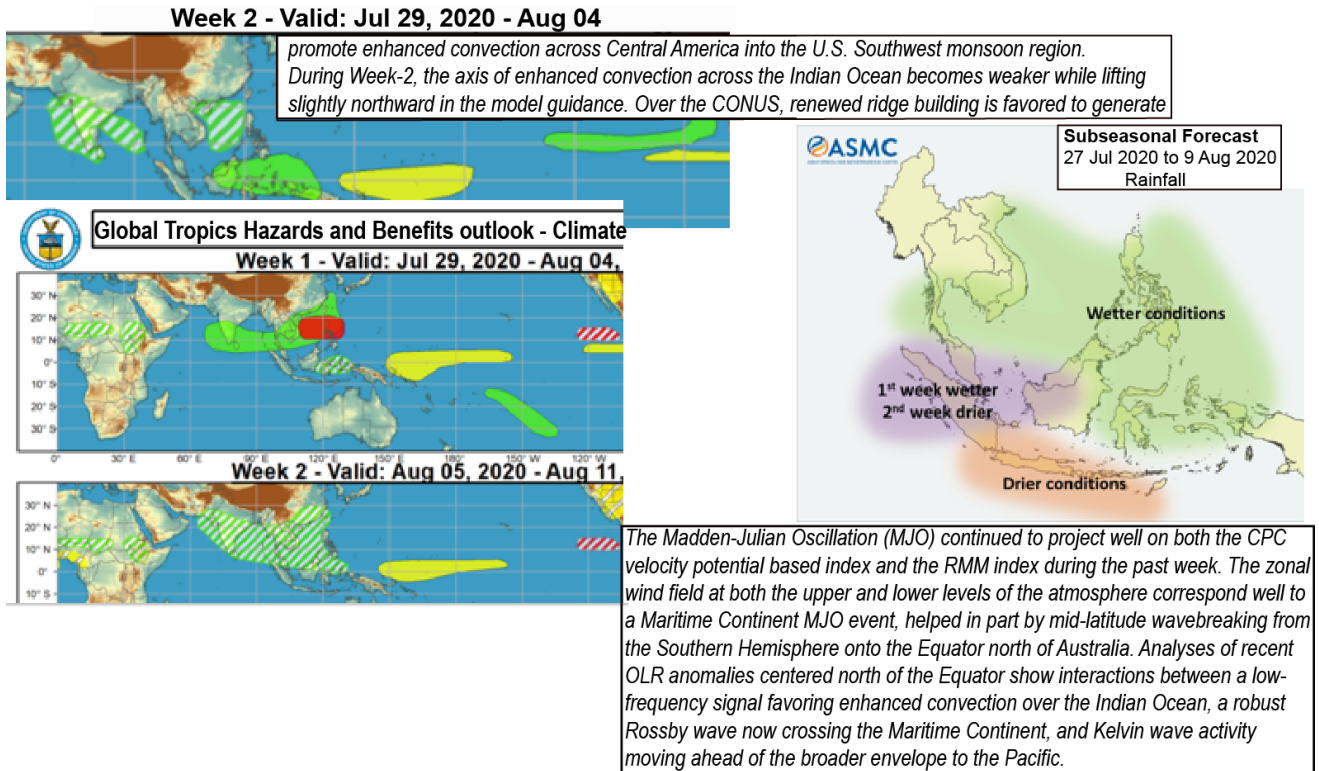 Week 2 - Valid: Jul 29, 2020 - Aug 04
promote enhanced convection across Central America into the U.S. Southwest monsoon region.
During Week-2, the axis of enhanced convection across the Indian Ocean becomes weaker while lifting
slightly northward in the model guidance. Over the CONUS, renewed ridge building is favored to generate
ASMC
Subseasonal Forecast
27 Jul 2020 to 9 Aug 2020
Rainfall
Wetter conditions
1st week wetter
2nd week drier
Drier conditions
Global Tropics Hazards and Benefits outlook - Climate
Week 1 - Valid: Jul 29, 2020 - Aug 04,
30° N
20° N
10° N
0°
10° S
20° S
30° S
0° 30° E 60° E 90° E 120° E 150° E 180° 150° W 120° W
Week 2 - Valid: Aug 05, 2020 - Aug 11,
30° N
20° N
10° N
0°
10° S
The Madden-Julian Oscillation (MJO) continued to project well on both the CPC
velocity potential based index and the RMM index during the past week. The zonal
wind field at both the upper and lower levels of the atmosphere correspond well to
a Maritime Continent MJO event, helped in part by mid-latitude wavebreaking from
the Southern Hemisphere onto the Equator north of Australia. Analyses of recent
OLR anomalies centered north of the Equator show interactions between a low-
frequency signal favoring enhanced convection over the Indian Ocean, a robust
Rossby wave now crossing the Maritime Continent, and Kelvin wave activity
moving ahead of the broader envelope to the Pacific.